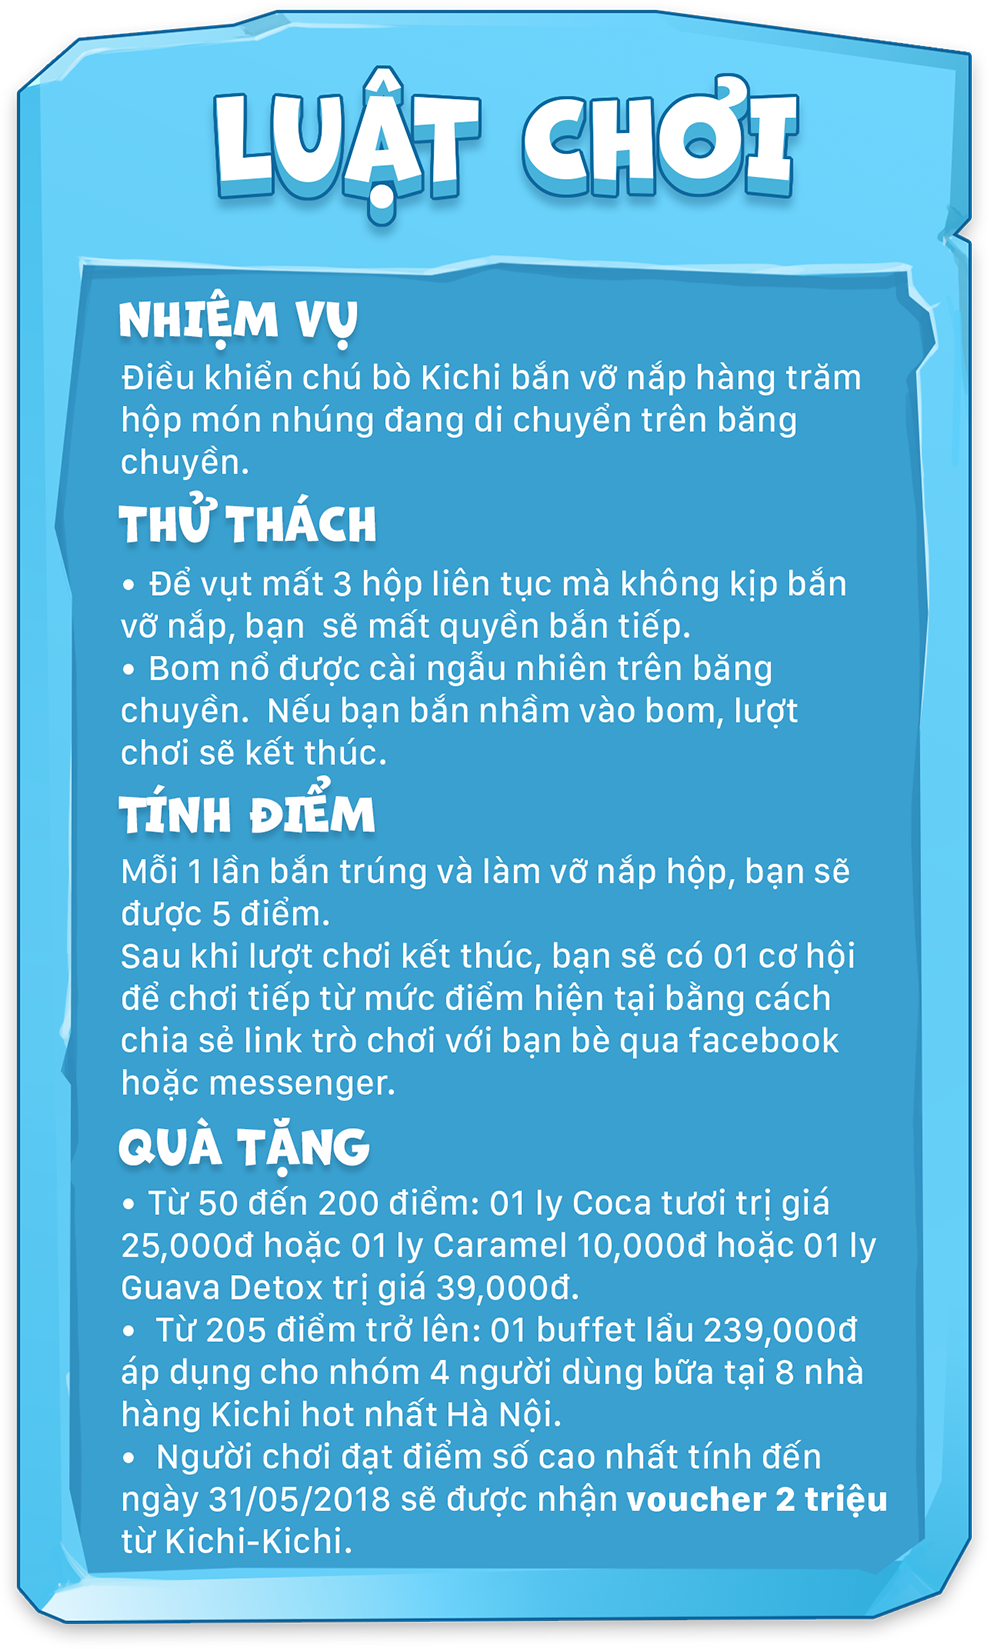 LUẬT CHƠI
NHIỆM VỤ
Điều khiển chú bò Kichi bắn vỡ nắp hàng trăm
hộp món nhúng đang di chuyển trên băng
chuyền.
THỬ THÁCH
• Để vụt mất 3 hộp liên tục mà không kịp bắn
vỡ nắp, bạn sẽ mất quyền bắn tiếp.
• Bom nổ được cài ngẫu nhiên trên băng
chuyền. Nếu bạn bắn nhầm vào bom, lượt
chơi sẽ kết thúc.
TÍNH ĐIỂM
Mỗi 1 lần bắn trúng và làm vỡ nắp hộp, bạn sẽ
được 5 điểm.
Sau khi lượt chơi kết thúc, bạn sẽ có 01 cơ hội
để chơi tiếp từ mức điểm hiện tại bằng cách
chia sẻ link trò chơi với bạn bè qua facebook
hoặc messenger.
QUÀ TẶNG
• Từ 50 đến 200 điểm: 01 ly Coca tươi trị giá
25,000đ hoặc 01 ly Caramel 10,000đ hoặc 01 ly
Guava Detox trị giá 39,000đ.
• Từ 205 điểm trở lên: 01 buffet lẩu 239,000đ
áp dụng cho nhóm 4 người dùng bữa tại 8 nhà
hàng Kichi hot nhất Hà Nội.
• Người chơi đạt điểm số cao nhất tính đến
ngày 31/05/2018 sẽ được nhận voucher 2 triệu
từ Kichi-Kichi.